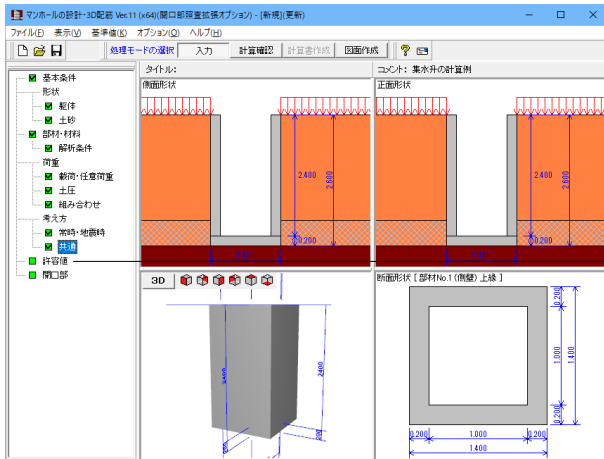 マンホールの設計・3D配筋 Ver.11 (x64)(開口部照査拡張オプション) - [新規](更新)
ファイル(F) 表示(V) 基準値(K) オプション(O) ヘルプ(H)
処理モードの選択 入力 計算確認 計算書作成 図面作成
基本条件
形状
躯体
土砂
部材・材料
解析条件
荷重
載荷・任意荷重
土圧
組み合わせ
考え方
常時・地震時
共通
許容値
開口部
タイトル:
コメント: 集水升の計算例
側面形状
2.400
2.600
0.200
正面形状
2.400
2.600
0.200
3D
2400
2400
200
断面形状 [ 部材No.1 (側壁) 上縁 ]
0.200
1.000
1.400
0.200
0.200
1.000
0.200
1.400